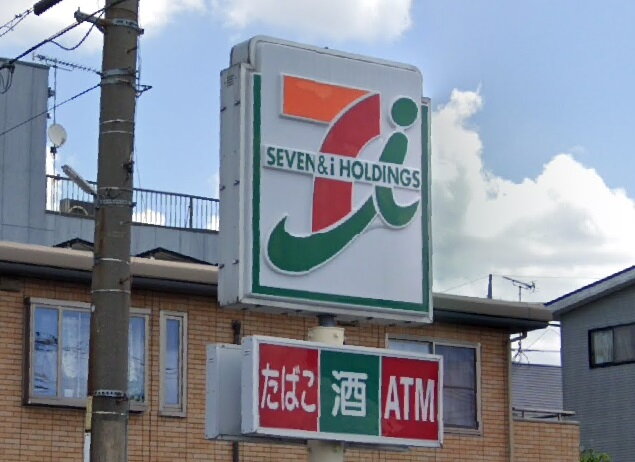 SEVEN&i HOLDINGS
たばこ 酒 ATM